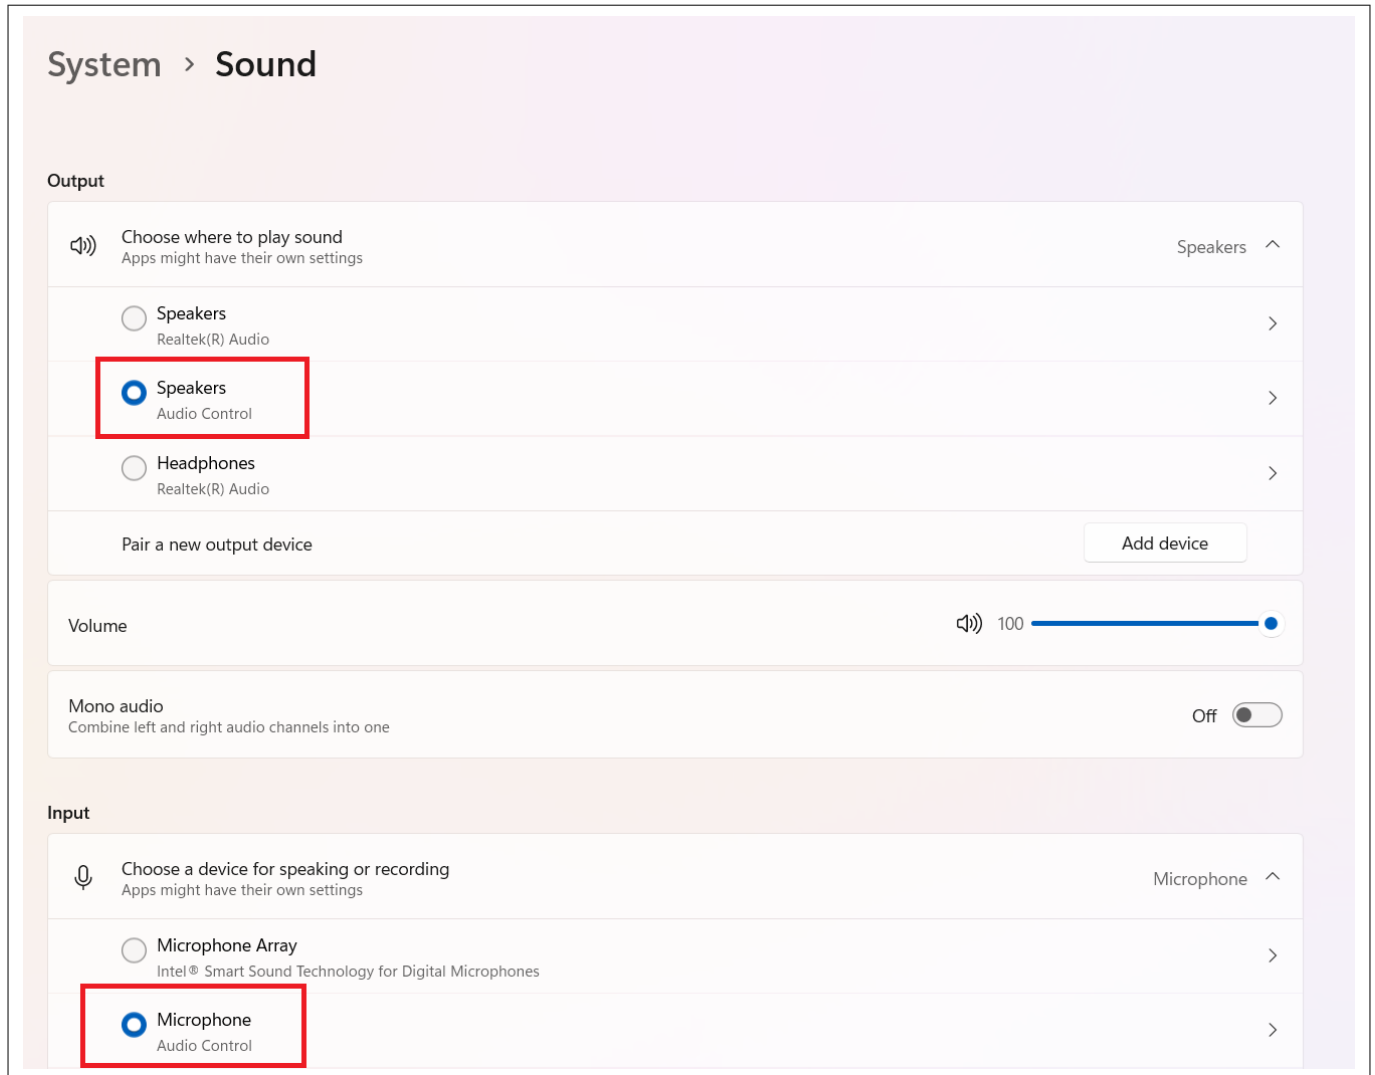 System > Sound
Output
Choose where to play sound
Apps might have their own settings
Speakers
Speakers
Realtek(R) Audio
Speakers
Audio Control
Headphones
Realtek(R) Audio
Pair a new output device
Add device
Volume
100
Mono audio
Combine left and right audio channels into one
Off
Input
Choose a device for speaking or recording
Apps might have their own settings
Microphone
Microphone Array
Intel® Smart Sound Technology for Digital Microphones
Microphone
Audio Control